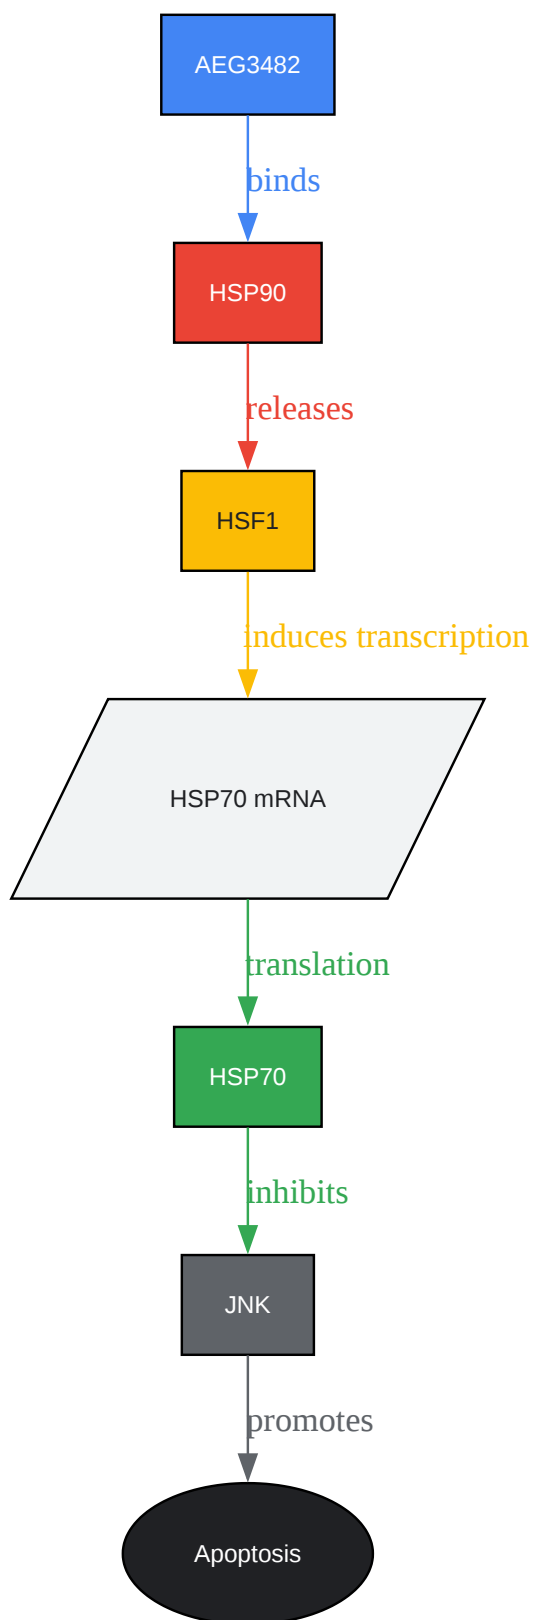 AEG3482
binds
HSP90
releases
HSF1
induces transcription
HSP70 mRNA
translation
HSP70
inhibits
JNK
promotes
Apoptosis